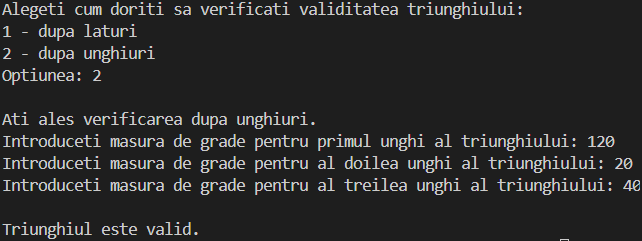 Alegeti cum doriti sa verificati validitatea triunghiului:
1 - dupa laturi
2 - dupa unghiuri
Optiunea: 2
Ati ales verificarea dupa unghiuri.
Introduceti masura de grade pentru primul unghi al triunghiului: 120
Introduceti masura de grade pentru al doilea unghi al triunghiului: 20
Introduceti masura de grade pentru al treilea unghi al triunghiului: 40
Triunghiul este valid.